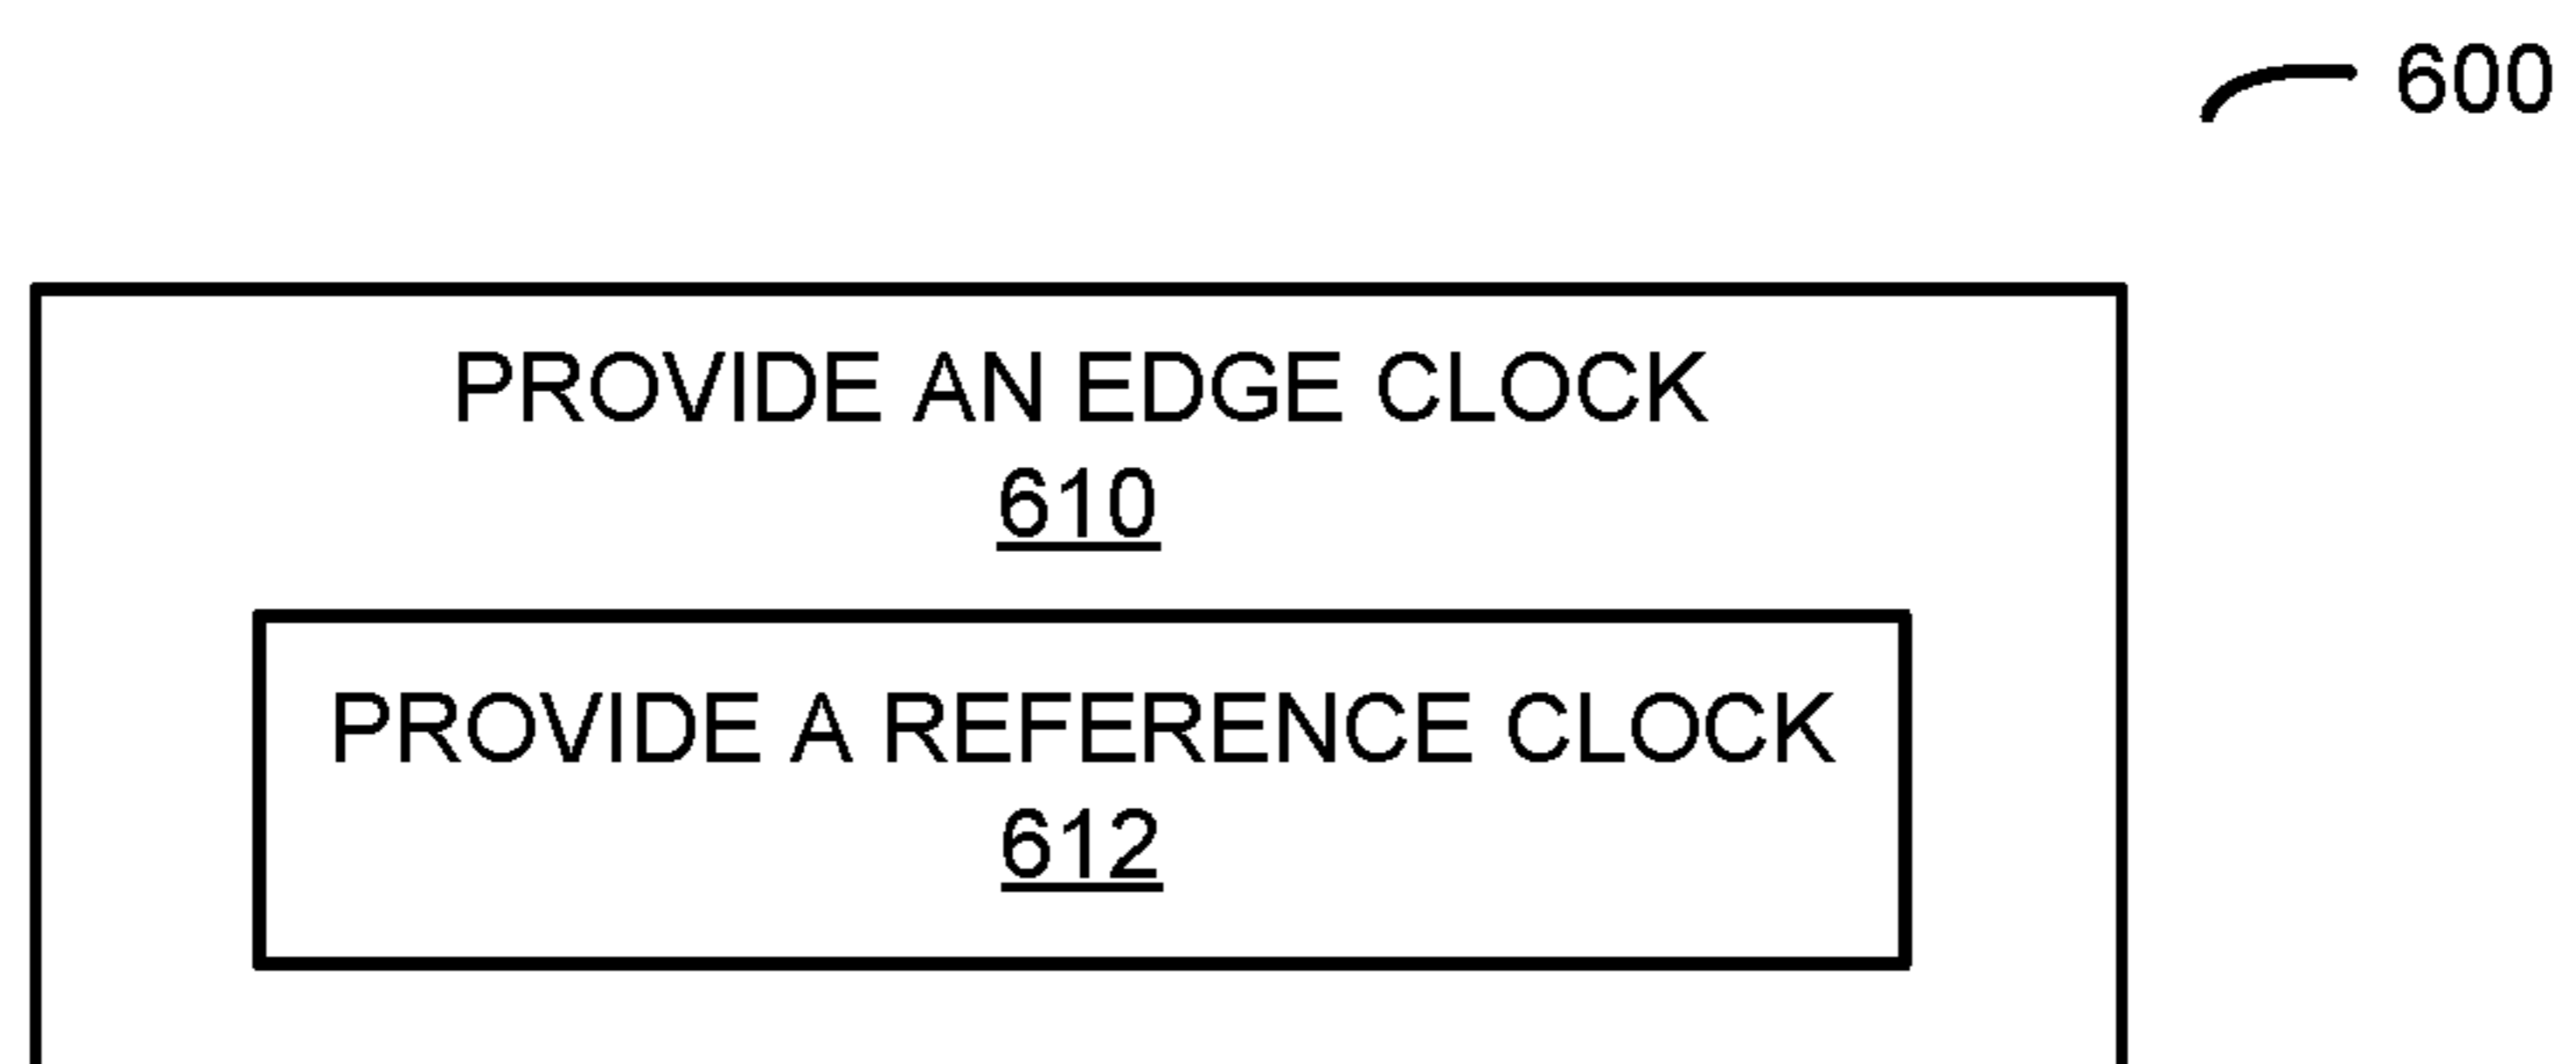 600
PROVIDE AN EDGE CLOCK
610
PROVIDE A REFERENCE CLOCK
612